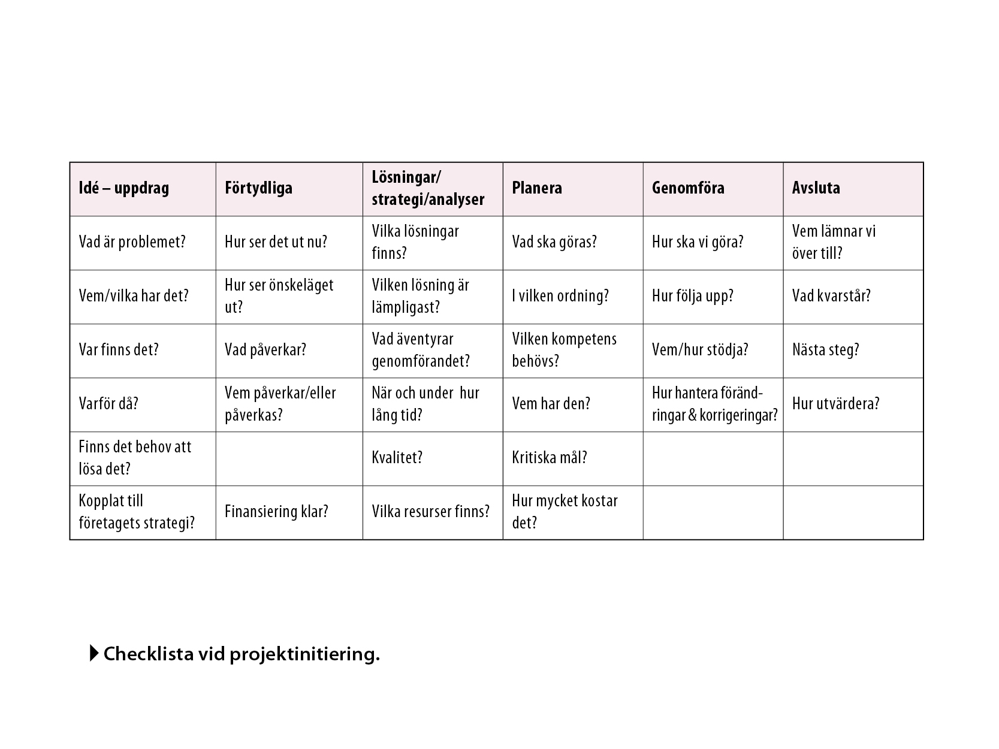 Idé – uppdrag
Förtydliga
Lösningar/
strategi/analyser
Planera
Genomföra
Avsluta
Vad är problemet?
Hur ser det ut nu?
Vilka lösningar
finns?
Vad ska göras?
Hur ska vi göra?
Vem lämnar vi
över till?
Vem/vilka har det?
Hur ser önskeläget
ut?
Vilken lösning är
lämpligast?
I vilken ordning?
Hur följa upp?
Vad kvarstår?
Var finns det?
Vad påverkar?
Vad äventyrar
genomförandet?
Vilken kompetens
behövs?
Vem/hur stödja?
Nästa steg?
Varför då?
Vem påverkar/eller
påverkas?
När och under  hur
lång tid?
Vem har den?
Hur hantera föränd-
ringar & korrigeringar?
Hur utvärdera?
Finns det behov att
lösa det?
Kvalitet?
Kritiska mål?
Kopplat till
företagets strategi?
Finansiering klar?
Vilka resurser finns?
Hur mycket kostar
det?
Checklista vid projektinitiering.